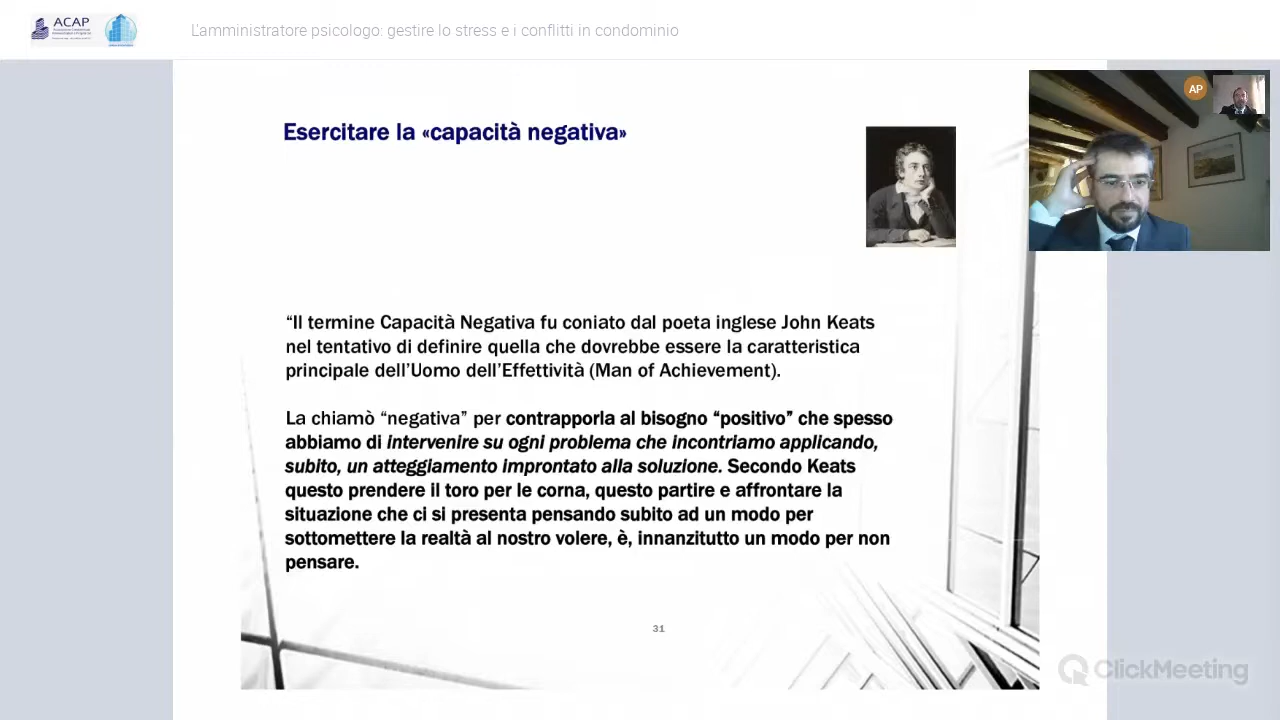 ACAP
L'amministratore psicologo: gestire lo stress e i conflitti in condominio
AP
Esercitare la «capacità negativa»
“Il termine Capacità Negativa fu coniato dal poeta inglese John Keats
nel tentativo di definire quella che dovrebbe essere la caratteristica
principale dell’Uomo dell’Effettività (Man of Achievement).
La chiamò “negativa” per contrapporla al bisogno “positivo” che spesso
abbiamo di intervenire su ogni problema che incontriamo applicando,
subito, un atteggiamento improntato alla soluzione. Secondo Keats
questo prendere il toro per le corna, questo partire e affrontare la
situazione che ci si presenta pensando subito ad un modo per
sottomettere la realtà al nostro volere, è, innanzitutto un modo per non
pensare.
31
ClickMeeting